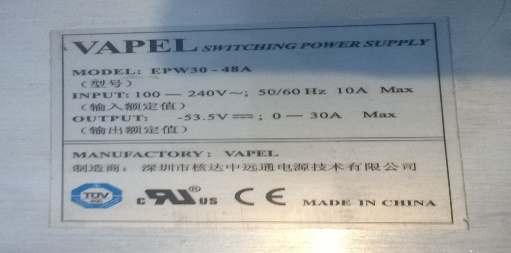 VAPEL SWITCHING POWER SUPPLY
MODEL: EPW30-48A
(型号)
INPUT: 100 — 240V~; 50/60 Hz 10A Max
(输入额定值)
OUTPUT: -53.5V⎓; 0 — 30A Max
(输出额定值)
MANUFACTORY: VAPEL
制造商: 深圳市核达中远通电源技术有限公司
TÜV c RU® US CE MADE IN CHINA